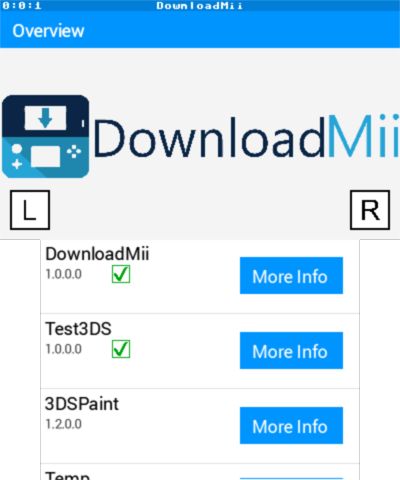 0:0:1 DownloadMii
Overview
DownloadMii
L R
DownloadMii
1.0.0.0
More Info
Test3DS
1.0.0.0
More Info
3DSPaint
1.2.0.0
More Info
Temp